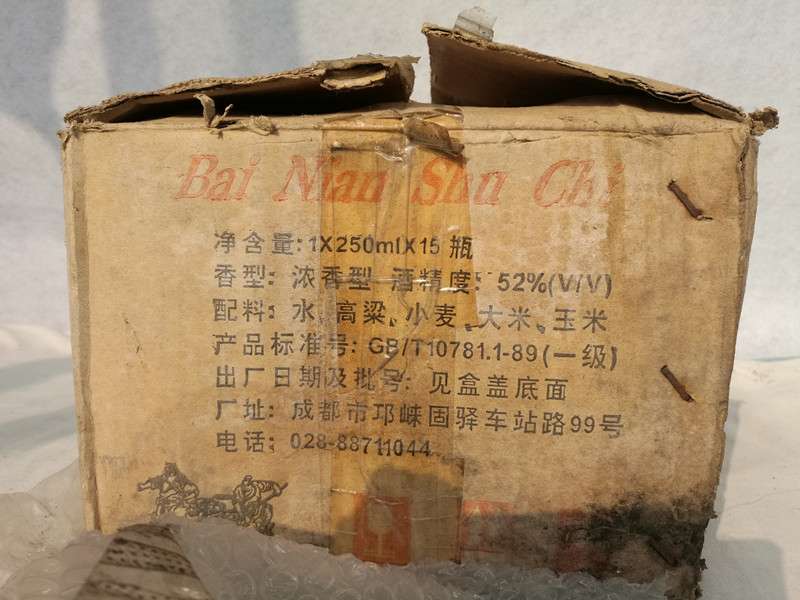 Bai Nian Shu Chi
净含量: 1X250mlX15 瓶
香型: 浓香型 酒精度: 52%(V/V)
配料: 水、高粱、小麦、大米、玉米
产品标准号: GB/T10781.1-89(一级)
出厂日期及批号: 见盒盖底面
厂址: 成都市邛崃固驿车站路99号
电话: 028-88711044